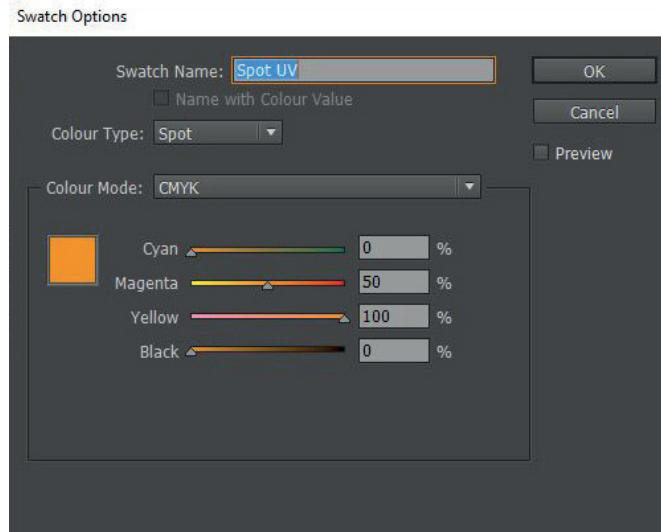 Swatch Options
Swatch Name: Spot UV
OK
Name with Colour Value
Cancel
Colour Type: Spot
Preview
Colour Mode: CMYK
Cyan 0 %
Magenta 50 %
Yellow 100 %
Black 0 %